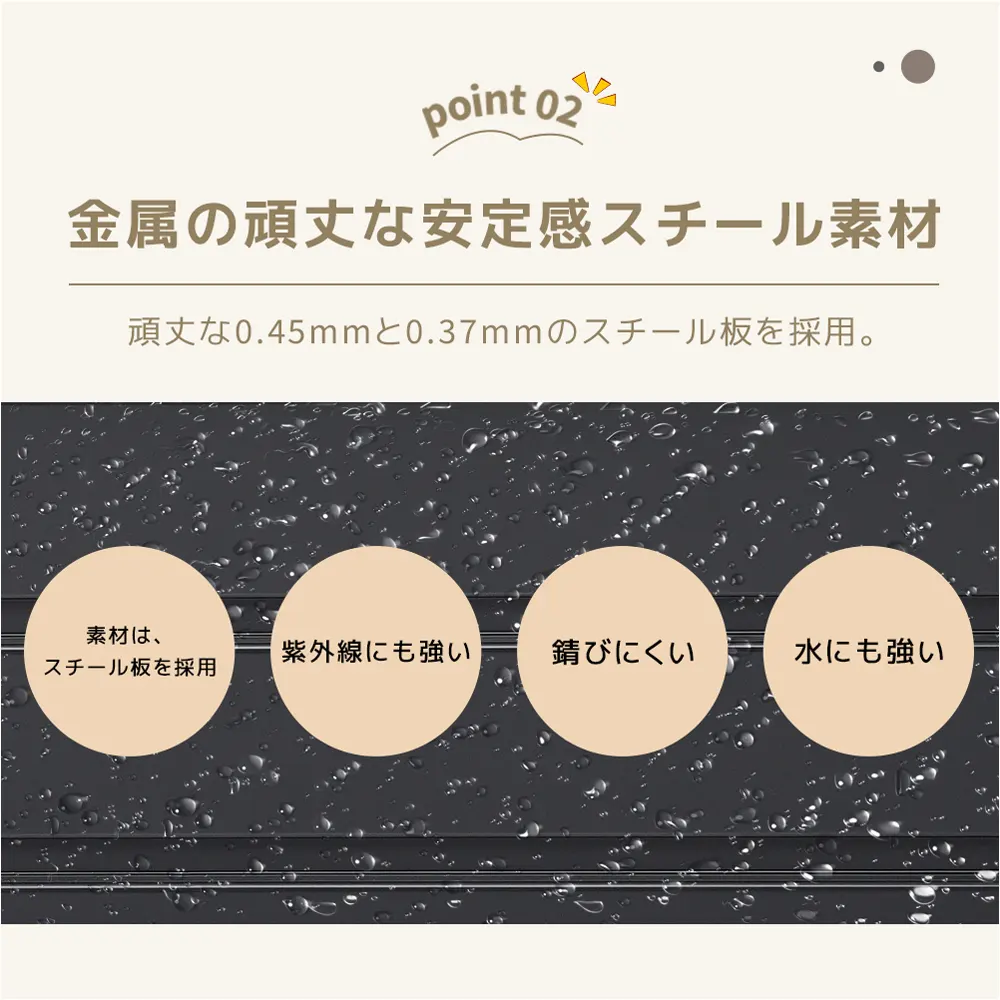 point 02
金属の頑丈な安定感スチール素材
頑丈な0.45mmと0.37mmのスチール板を採用。
素材は、
スチール板を採用
紫外線にも強い
錆びにくい
水にも強い